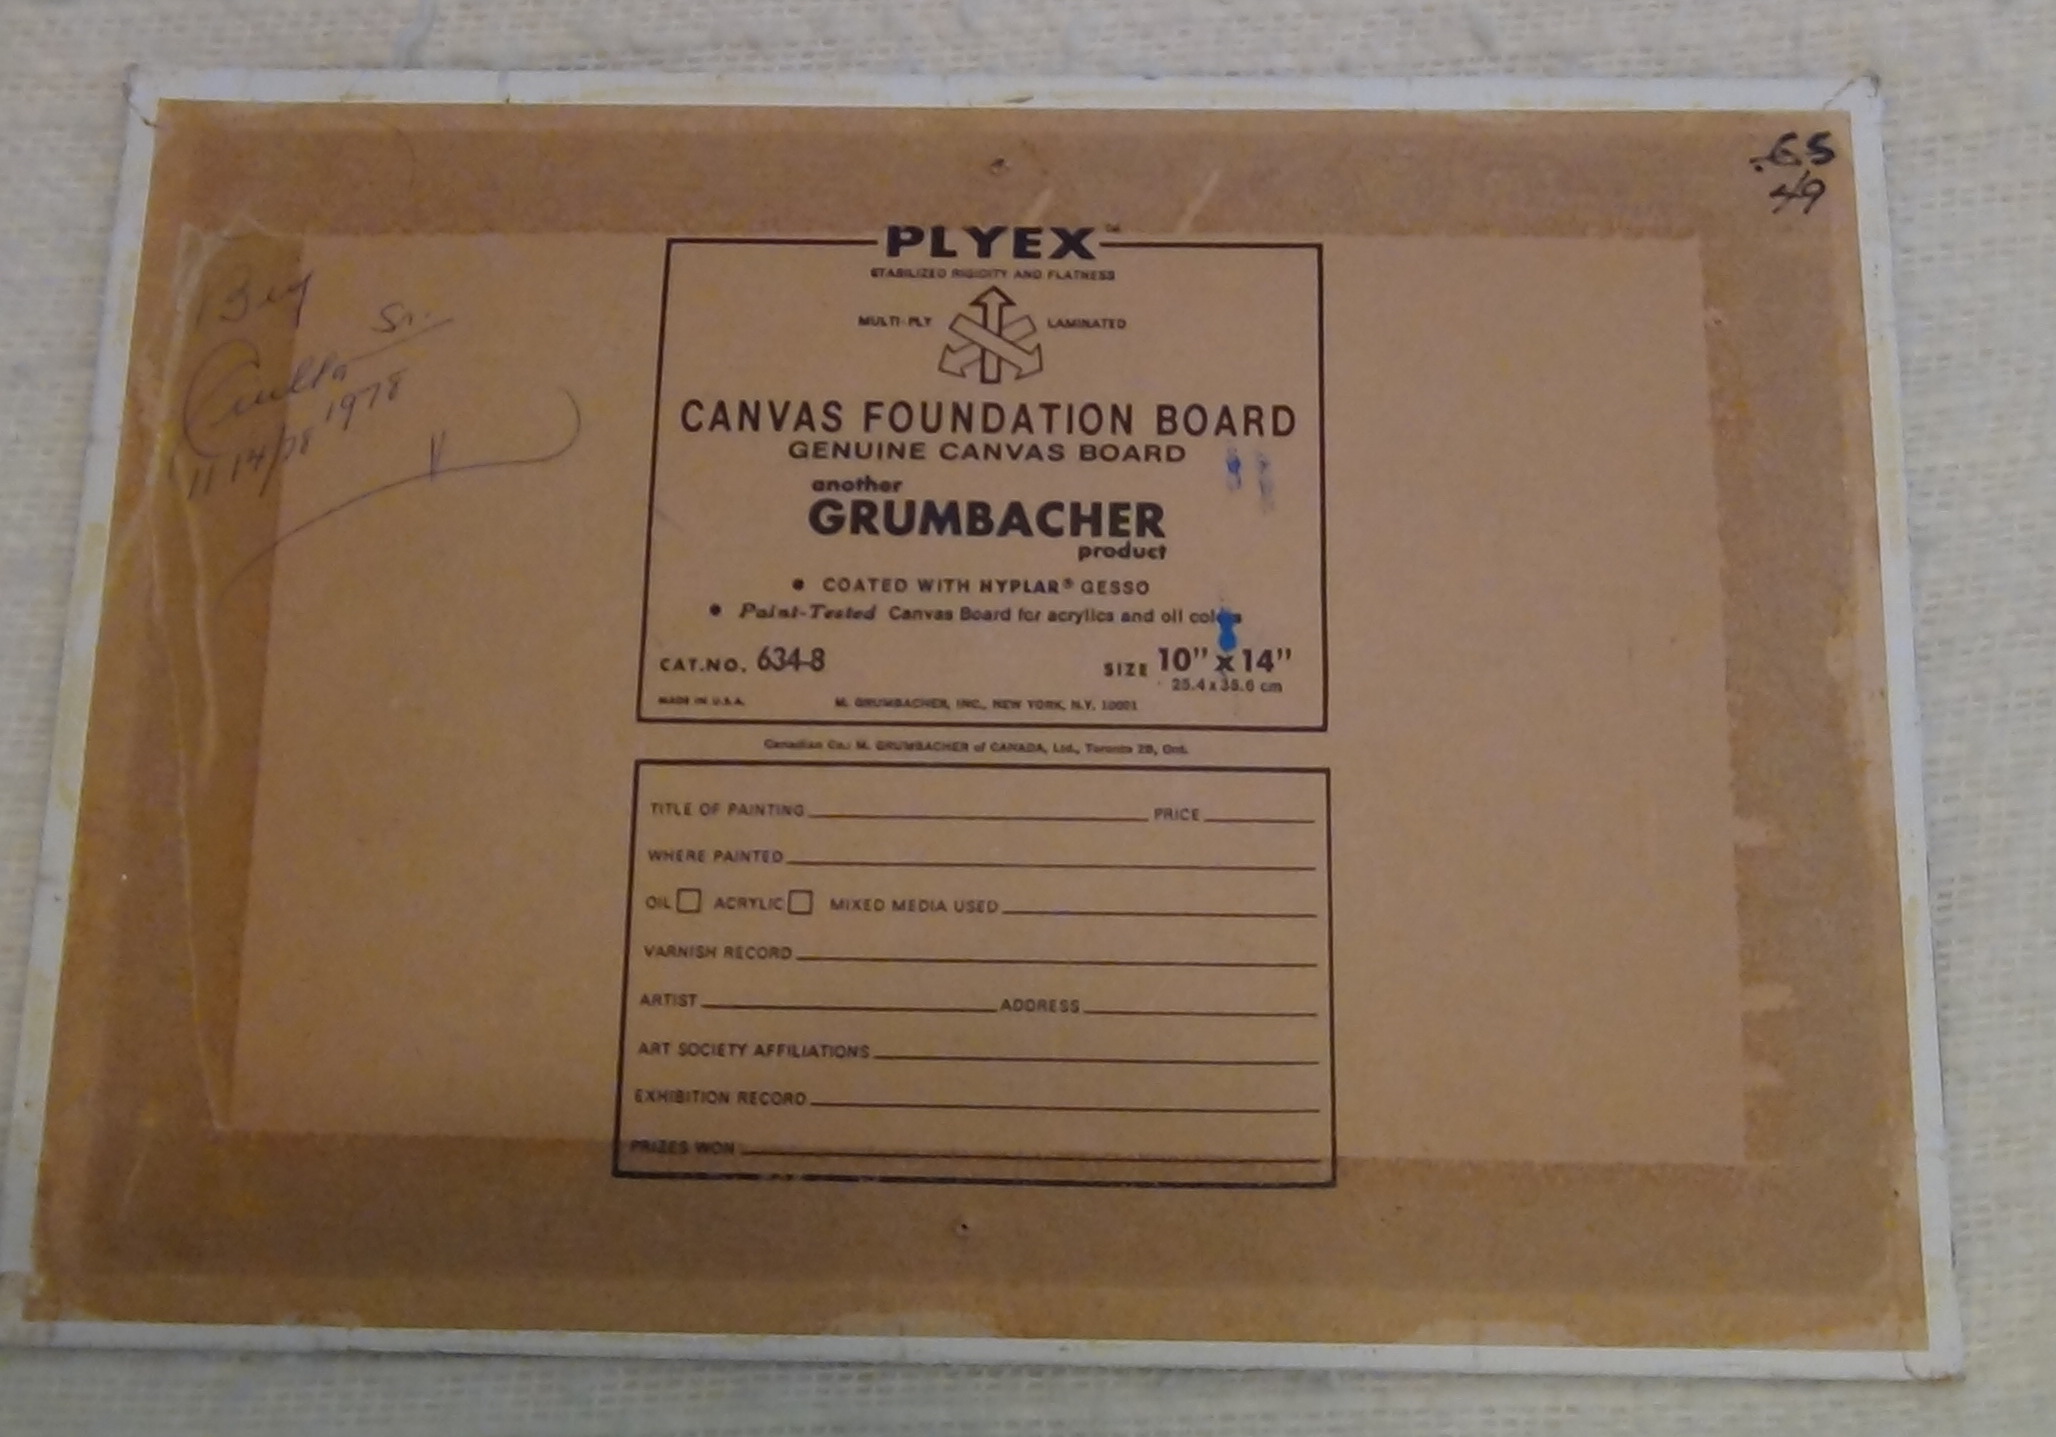 .65
49
Sr.
1978
11 14/78
PLYEX™
STABILIZED RIGIDITY AND FLATNESS
MULTI-PLY LAMINATED
CANVAS FOUNDATION BOARD
GENUINE CANVAS BOARD
another
GRUMBACHER
product
• COATED WITH HYPLAR® GESSO
• Paint-Tested Canvas Board for acrylics and oil colors
CAT.NO. 634-8 SIZE 10" x 14"
25.4 x 35.6 cm
MADE IN U.S.A. M. GRUMBACHER, INC., NEW YORK, N.Y. 10001
Canadian Co.: M. GRUMBACHER of CANADA, Ltd., Toronto 2B, Ont.
TITLE OF PAINTING PRICE
WHERE PAINTED
OIL ACRYLIC MIXED MEDIA USED
VARNISH RECORD
ARTIST ADDRESS
ART SOCIETY AFFILIATIONS
EXHIBITION RECORD
PRIZES WON